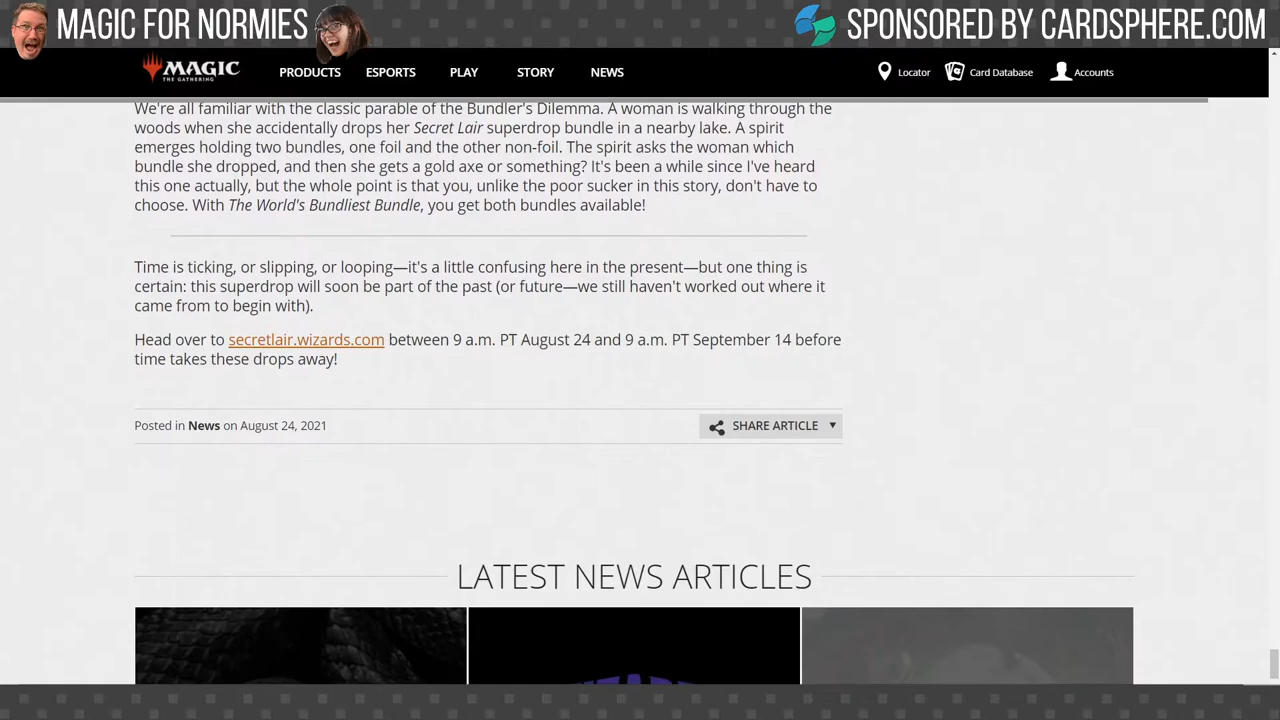 MAGIC FOR NORMIES
SPONSORED BY CARDSPHERE.COM
MAGIC
THE GATHERING
PRODUCTS ESPORTS PLAY STORY NEWS Locator Card Database Accounts
We're all familiar with the classic parable of the Bundler's Dilemma. A woman is walking through the
woods when she accidentally drops her Secret Lair superdrop bundle in a nearby lake. A spirit
emerges holding two bundles, one foil and the other non-foil. The spirit asks the woman which
bundle she dropped, and then she gets a gold axe or something? It's been a while since I've heard
this one actually, but the whole point is that you, unlike the poor sucker in this story, don't have to
choose. With The World's Bundliest Bundle, you get both bundles available!
Time is ticking, or slipping, or looping—it's a little confusing here in the present—but one thing is
certain: this superdrop will soon be part of the past (or future—we still haven't worked out where it
came from to begin with).
Head over to secretlair.wizards.com between 9 a.m. PT August 24 and 9 a.m. PT September 14 before
time takes these drops away!
Posted in News on August 24, 2021
SHARE ARTICLE
LATEST NEWS ARTICLES